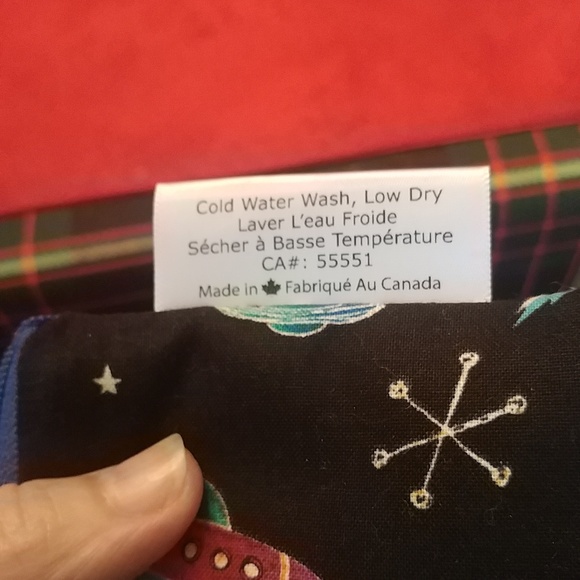 Cold Water Wash, Low Dry
Laver L'eau Froide
Sécher à Basse Température
CA#: 55551
Made in Fabriqué Au Canada